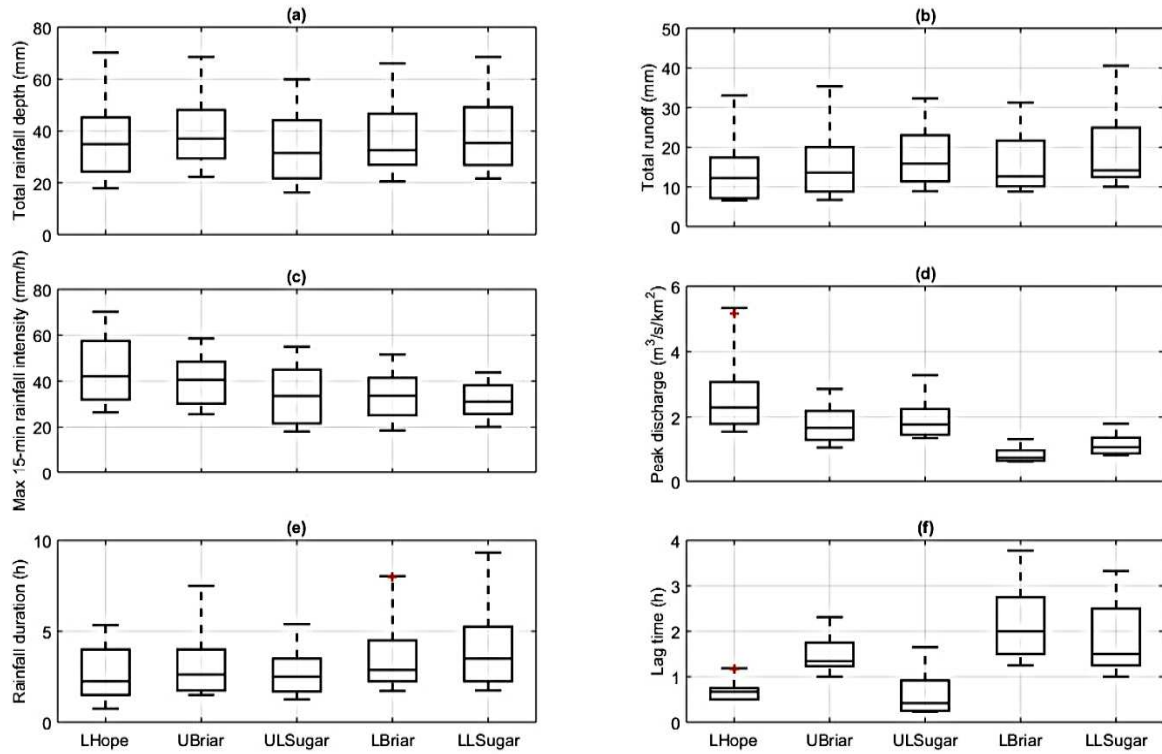 (a)
Total rainfall depth (mm)
80
60
40
20
0
(b)
Total runoff (mm)
50
40
30
20
10
0
(c)
Max 15-min rainfall intensity (mm/h)
80
60
40
20
0
(d)
Peak discharge (m³/s/km²)
6
4
2
0
(e)
Rainfall duration (h)
10
5
0
LHope UBriar ULSugar LBriar LLSugar
(f)
Lag time (h)
4
3
2
1
0
LHope UBriar ULSugar LBriar LLSugar